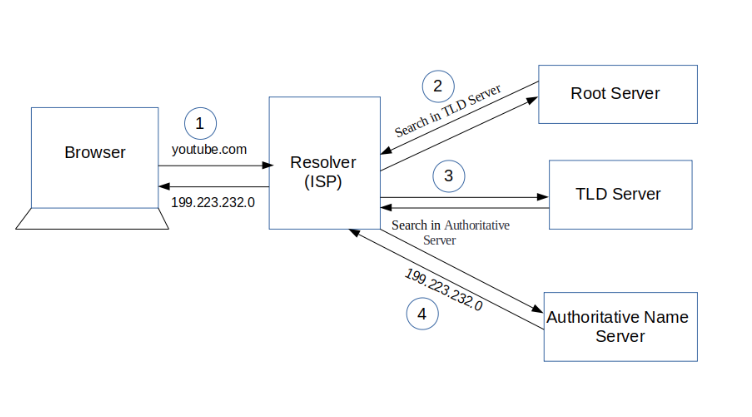 1
youtube.com
Browser
199.223.232.0
Resolver
(ISP)
2
Search in TLD Server
Root Server
3
TLD Server
Search in Authoritative
Server
199.223.232.0
4
Authoritative Name
Server